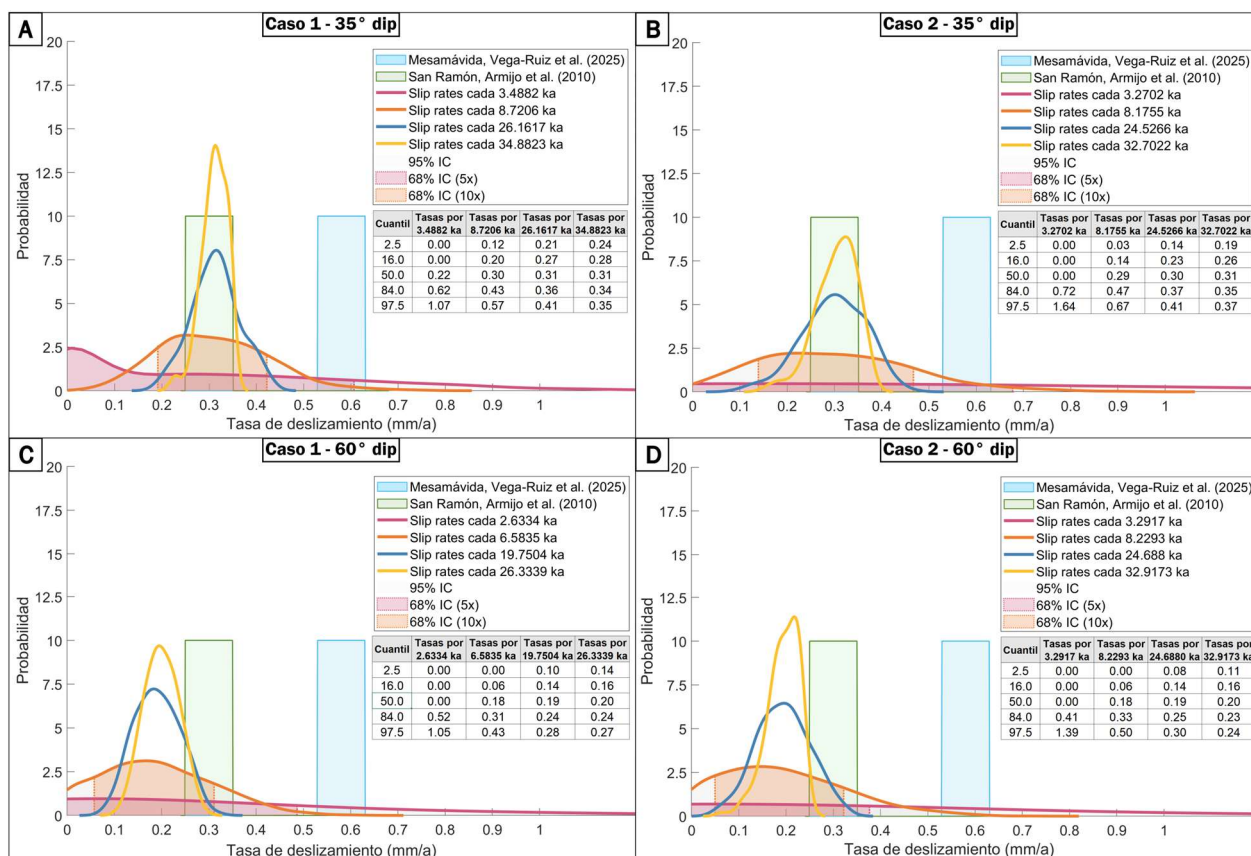 A
Caso 1 - 35° dip
Probabilidad
20
17.5
15
12.5
10
7.5
5
2.5
0
Mesamávida, Vega-Ruiz et al. (2025)
San Ramón, Armijo et al. (2010)
Slip rates cada 3.4882 ka
Slip rates cada 8.7206 ka
Slip rates cada 26.1617 ka
Slip rates cada 34.8823 ka
95% IC
68% IC (5x)
68% IC (10x)
Cuantil Tasas por 3.4882 ka Tasas por 8.7206 ka Tasas por 26.1617 ka Tasas por 34.8823 ka
2.5 0.00 0.12 0.21 0.24
16.0 0.00 0.20 0.27 0.28
50.0 0.22 0.30 0.31 0.31
84.0 0.62 0.43 0.36 0.34
97.5 1.07 0.57 0.41 0.35
0 0.1 0.2 0.3 0.4 0.5 0.6 0.7 0.8 0.9 1
Tasa de deslizamiento (mm/a)
B
Caso 2 - 35° dip
Probabilidad
20
17.5
15
12.5
10
7.5
5
2.5
0
Mesamávida, Vega-Ruiz et al. (2025)
San Ramón, Armijo et al. (2010)
Slip rates cada 3.2702 ka
Slip rates cada 8.1755 ka
Slip rates cada 24.5266 ka
Slip rates cada 32.7022 ka
95% IC
68% IC (5x)
68% IC (10x)
Cuantil Tasas por 3.2702 ka Tasas por 8.1755 ka Tasas por 24.5266 ka Tasas por 32.7022 ka
2.5 0.00 0.03 0.14 0.19
16.0 0.00 0.14 0.23 0.26
50.0 0.00 0.29 0.30 0.31
84.0 0.72 0.47 0.37 0.35
97.5 1.64 0.67 0.41 0.37
0 0.1 0.2 0.3 0.4 0.5 0.6 0.7 0.8 0.9 1
Tasa de deslizamiento (mm/a)
C
Caso 1 - 60° dip
Probabilidad
20
17.5
15
12.5
10
7.5
5
2.5
0
Mesamávida, Vega-Ruiz et al. (2025)
San Ramón, Armijo et al. (2010)
Slip rates cada 2.6334 ka
Slip rates cada 6.5835 ka
Slip rates cada 19.7504 ka
Slip rates cada 26.3339 ka
95% IC
68% IC (5x)
68% IC (10x)
Cuantil Tasas por 2.6334 ka Tasas por 6.5835 ka Tasas por 19.7504 ka Tasas por 26.3339 ka
2.5 0.00 0.00 0.10 0.14
16.0 0.00 0.06 0.14 0.16
50.0 0.00 0.18 0.19 0.20
84.0 0.52 0.31 0.24 0.24
97.5 1.05 0.43 0.28 0.27
0 0.1 0.2 0.3 0.4 0.5 0.6 0.7 0.8 0.9 1
Tasa de deslizamiento (mm/a)
D
Caso 2 - 60° dip
Probabilidad
20
17.5
15
12.5
10
7.5
5
2.5
0
Mesamávida, Vega-Ruiz et al. (2025)
San Ramón, Armijo et al. (2010)
Slip rates cada 3.2917 ka
Slip rates cada 8.2293 ka
Slip rates cada 24.688 ka
Slip rates cada 32.9173 ka
95% IC
68% IC (5x)
68% IC (10x)
Cuantil Tasas por 3.2917 ka Tasas por 8.2293 ka Tasas por 24.6880 ka Tasas por 32.9173 ka
2.5 0.00 0.00 0.08 0.11
16.0 0.00 0.06 0.14 0.16
50.0 0.00 0.18 0.19 0.20
84.0 0.41 0.33 0.25 0.23
97.5 1.39 0.50 0.30 0.24
0 0.1 0.2 0.3 0.4 0.5 0.6 0.7 0.8 0.9 1
Tasa de deslizamiento (mm/a)